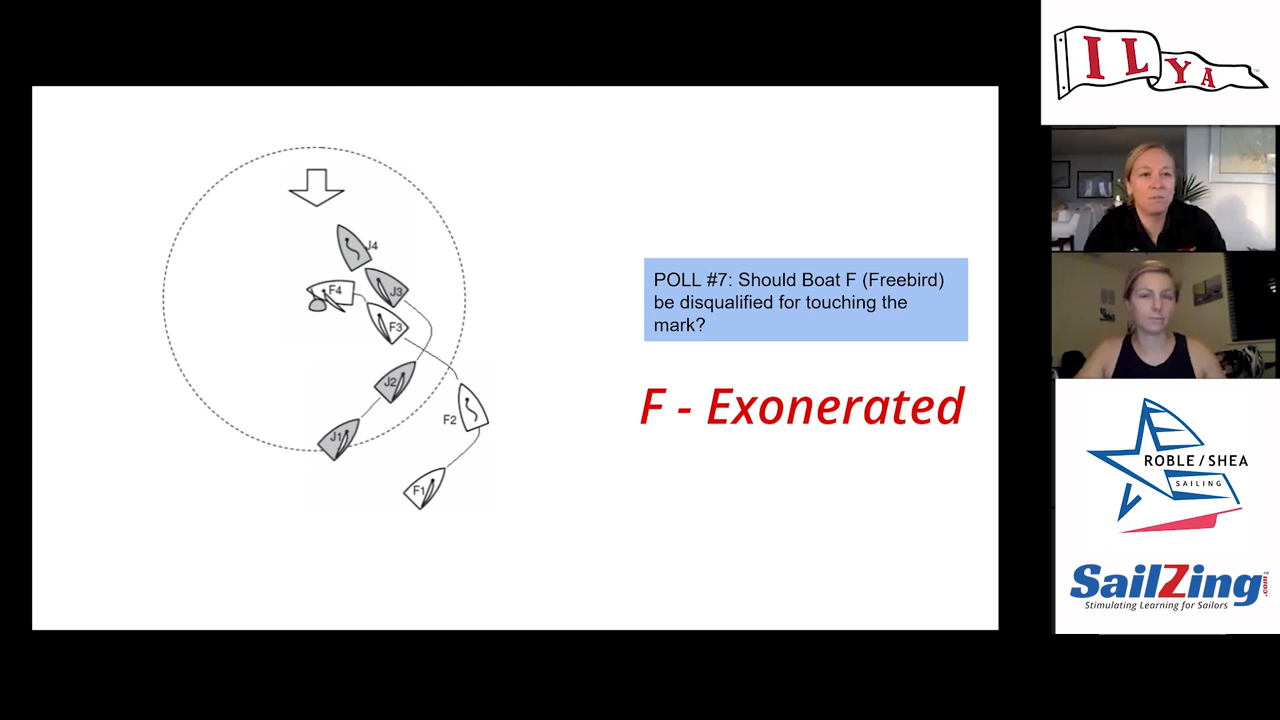 ILYA
J4
F4
J3
F3
J2
F2
J1
F1
POLL #7: Should Boat F (Freebird)
be disqualified for touching the
mark?
F - Exonerated
ROBLE / SHEA
SAILING
SailZing.com
Stimulating Learning for Sailors